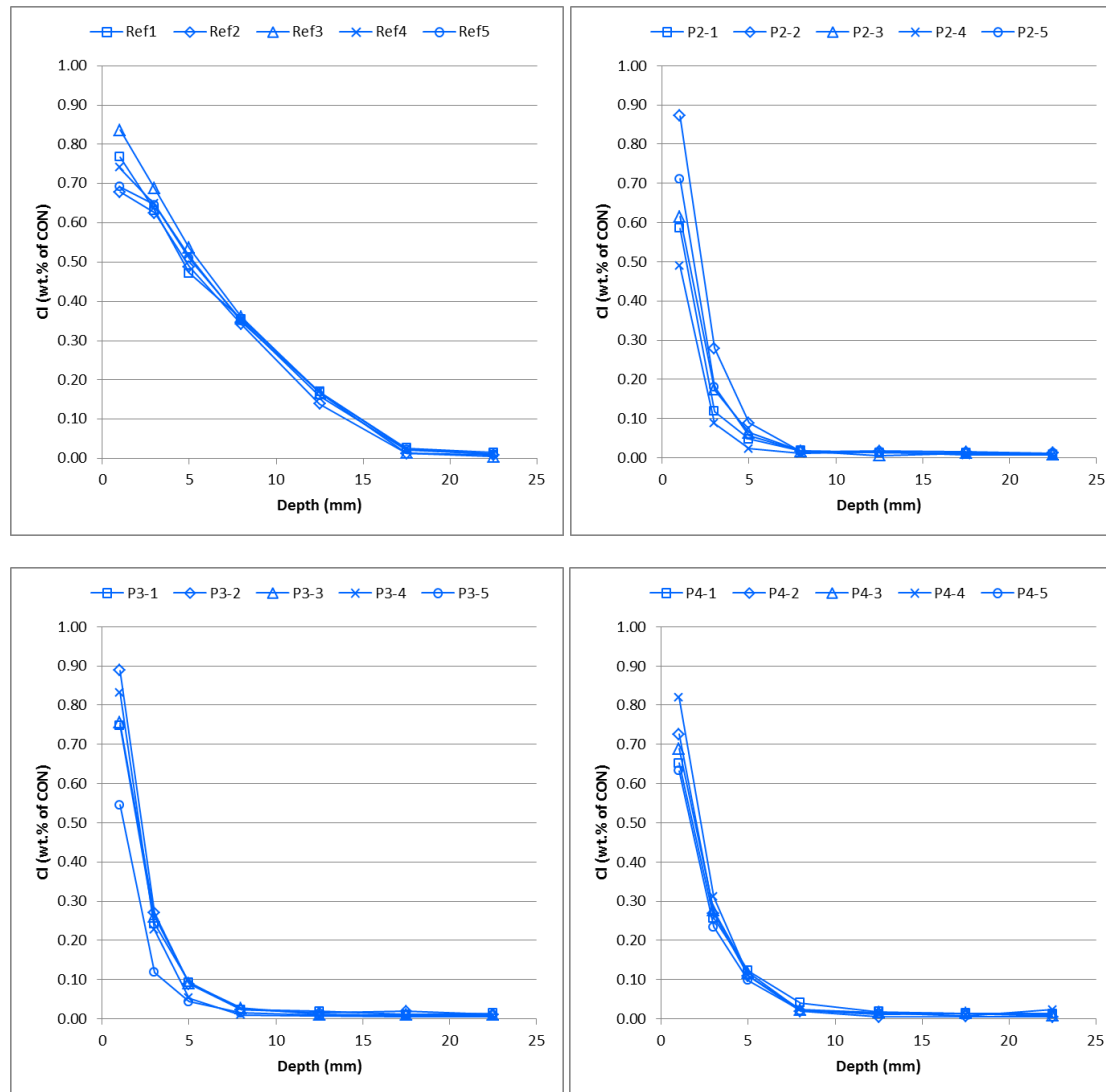 Ref1 Ref2 Ref3 Ref4 Ref5
1.00
0.90
0.80
0.70
0.60
0.50
0.40
0.30
0.20
0.10
0.00
Cl (wt.% of CON)
0 5 10 15 20 25
Depth (mm)
P2-1 P2-2 P2-3 P2-4 P2-5
1.00
0.90
0.80
0.70
0.60
0.50
0.40
0.30
0.20
0.10
0.00
Cl (wt.% of CON)
0 5 10 15 20 25
Depth (mm)
P3-1 P3-2 P3-3 P3-4 P3-5
1.00
0.90
0.80
0.70
0.60
0.50
0.40
0.30
0.20
0.10
0.00
Cl (wt.% of CON)
0 5 10 15 20 25
Depth (mm)
P4-1 P4-2 P4-3 P4-4 P4-5
1.00
0.90
0.80
0.70
0.60
0.50
0.40
0.30
0.20
0.10
0.00
Cl (wt.% of CON)
0 5 10 15 20 25
Depth (mm)